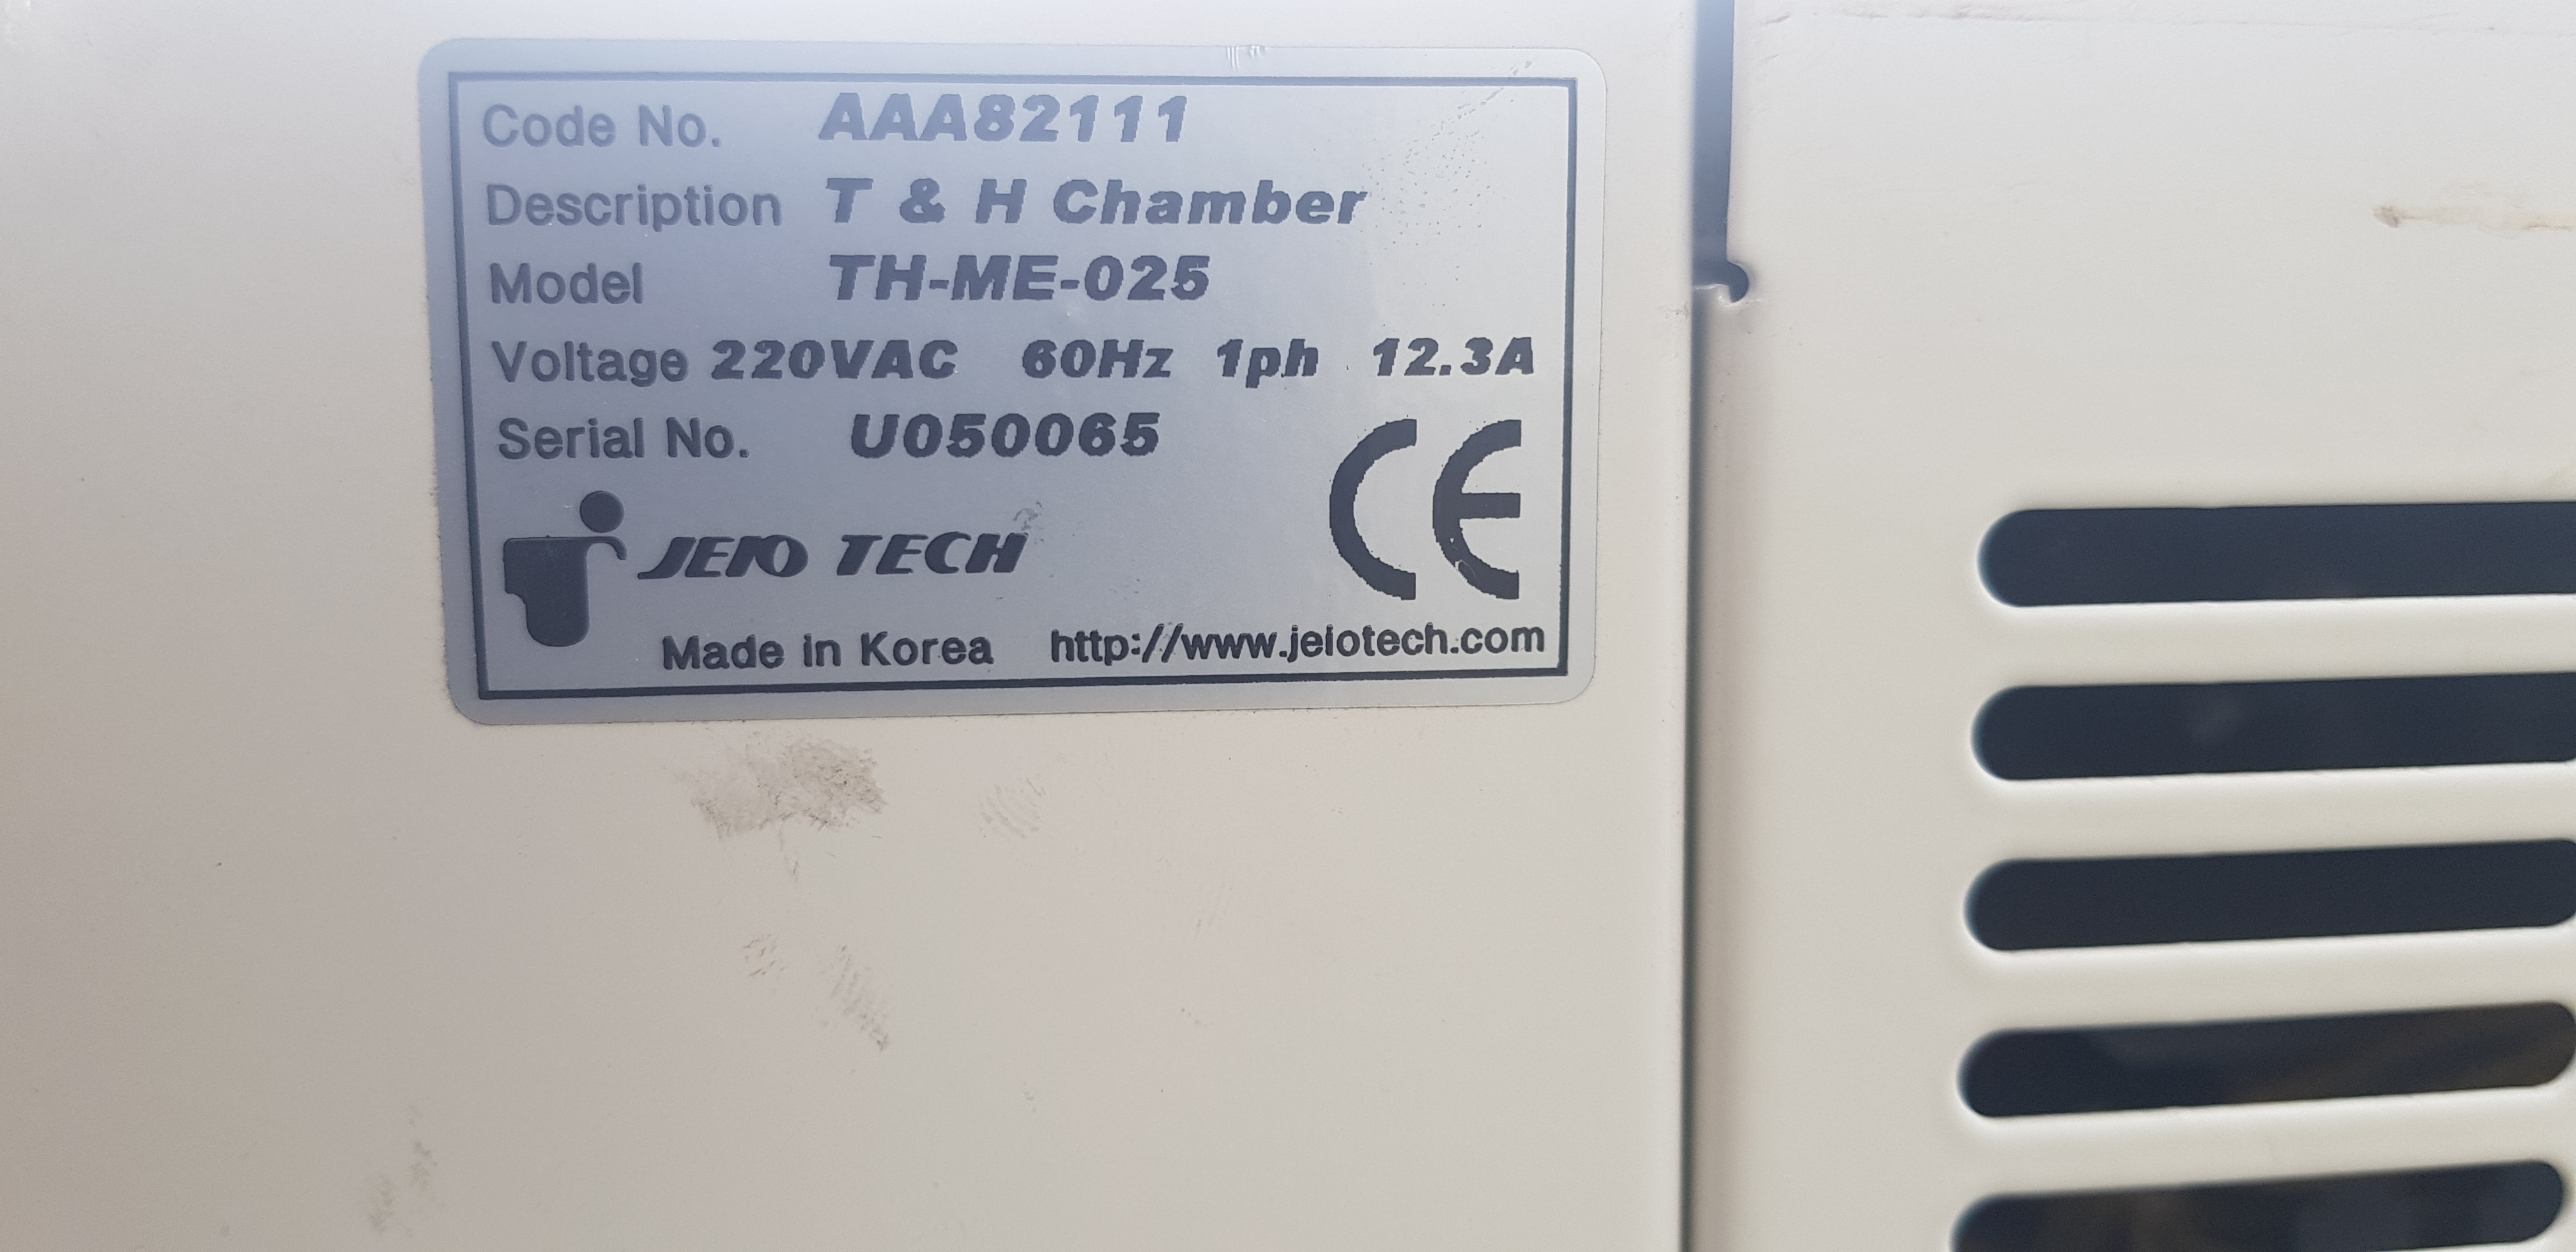 Code No. AAA82111
Description T & H Chamber
Model TH-ME-025
Voltage 220VAC 60Hz 1ph 12.3A
Serial No. U050065
CE
JEIO TECH
Made in Korea http://www.jeiotech.com